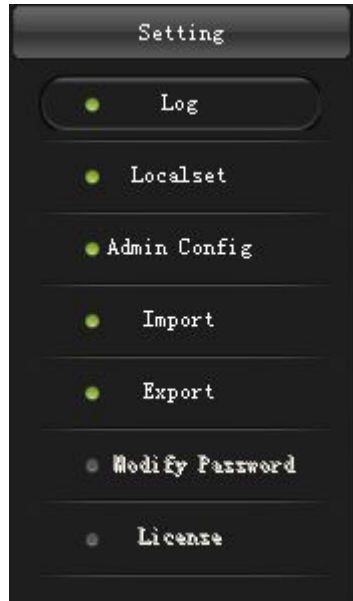 Setting
Log
Localset
Admin Config
Import
Export
Modify Password
License